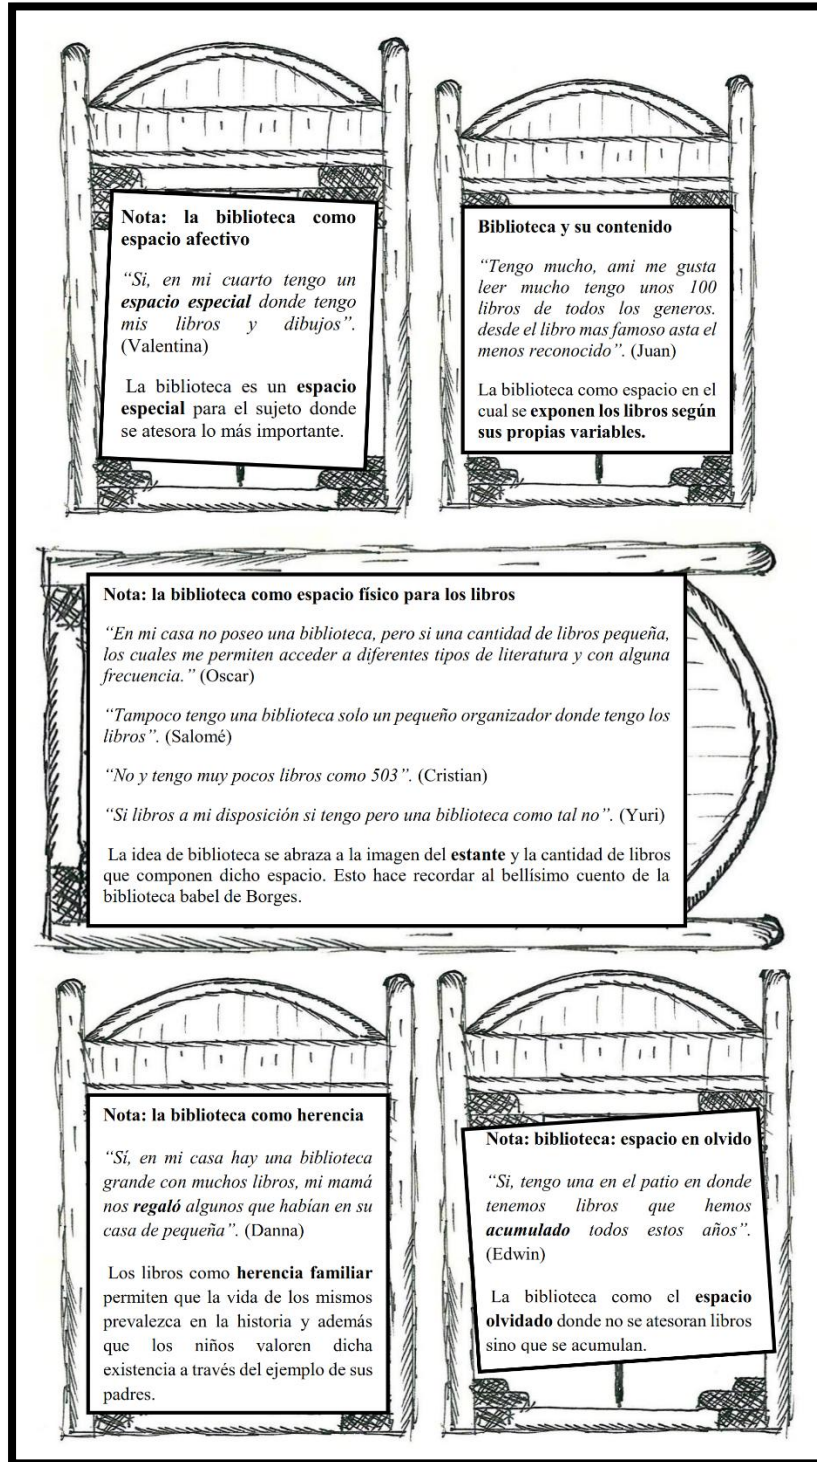 Nota: la biblioteca como
espacio afectivo
“Si, en mi cuarto tengo un
espacio especial donde tengo
mis libros y dibujos”.
(Valentina)
La biblioteca es un espacio
especial para el sujeto donde
se atesora lo más importante.
Biblioteca y su contenido
“Tengo mucho, ami me gusta
leer mucho tengo unos 100
libros de todos los generos.
desde el libro mas famoso asta el
menos reconocido”. (Juan)
La biblioteca como espacio en el
cual se exponen los libros según
sus propias variables.
Nota: la biblioteca como espacio físico para los libros
“En mi casa no poseo una biblioteca, pero si una cantidad de libros pequeña,
los cuales me permiten acceder a diferentes tipos de literatura y con alguna
frecuencia.” (Oscar)
“Tampoco tengo una biblioteca solo un pequeño organizador donde tengo los
libros”. (Salomé)
“No y tengo muy pocos libros como 503”. (Cristian)
“Si libros a mi disposición si tengo pero una biblioteca como tal no”. (Yuri)
La idea de biblioteca se abraza a la imagen del estante y la cantidad de libros
que componen dicho espacio. Esto hace recordar al bellísimo cuento de la
biblioteca babel de Borges.
Nota: la biblioteca como herencia
“Sí, en mi casa hay una biblioteca
grande con muchos libros, mi mamá
nos regaló algunos que habían en su
casa de pequeña”. (Danna)
Los libros como herencia familiar
permiten que la vida de los mismos
prevalezca en la historia y además
que los niños valoren dicha
existencia a través del ejemplo de sus
padres.
Nota: biblioteca: espacio en olvido
“Si, tengo una en el patio en donde
tenemos libros que hemos
acumulado todos estos años”.
(Edwin)
La biblioteca como el espacio
olvidado donde no se atesoran libros
sino que se acumulan.